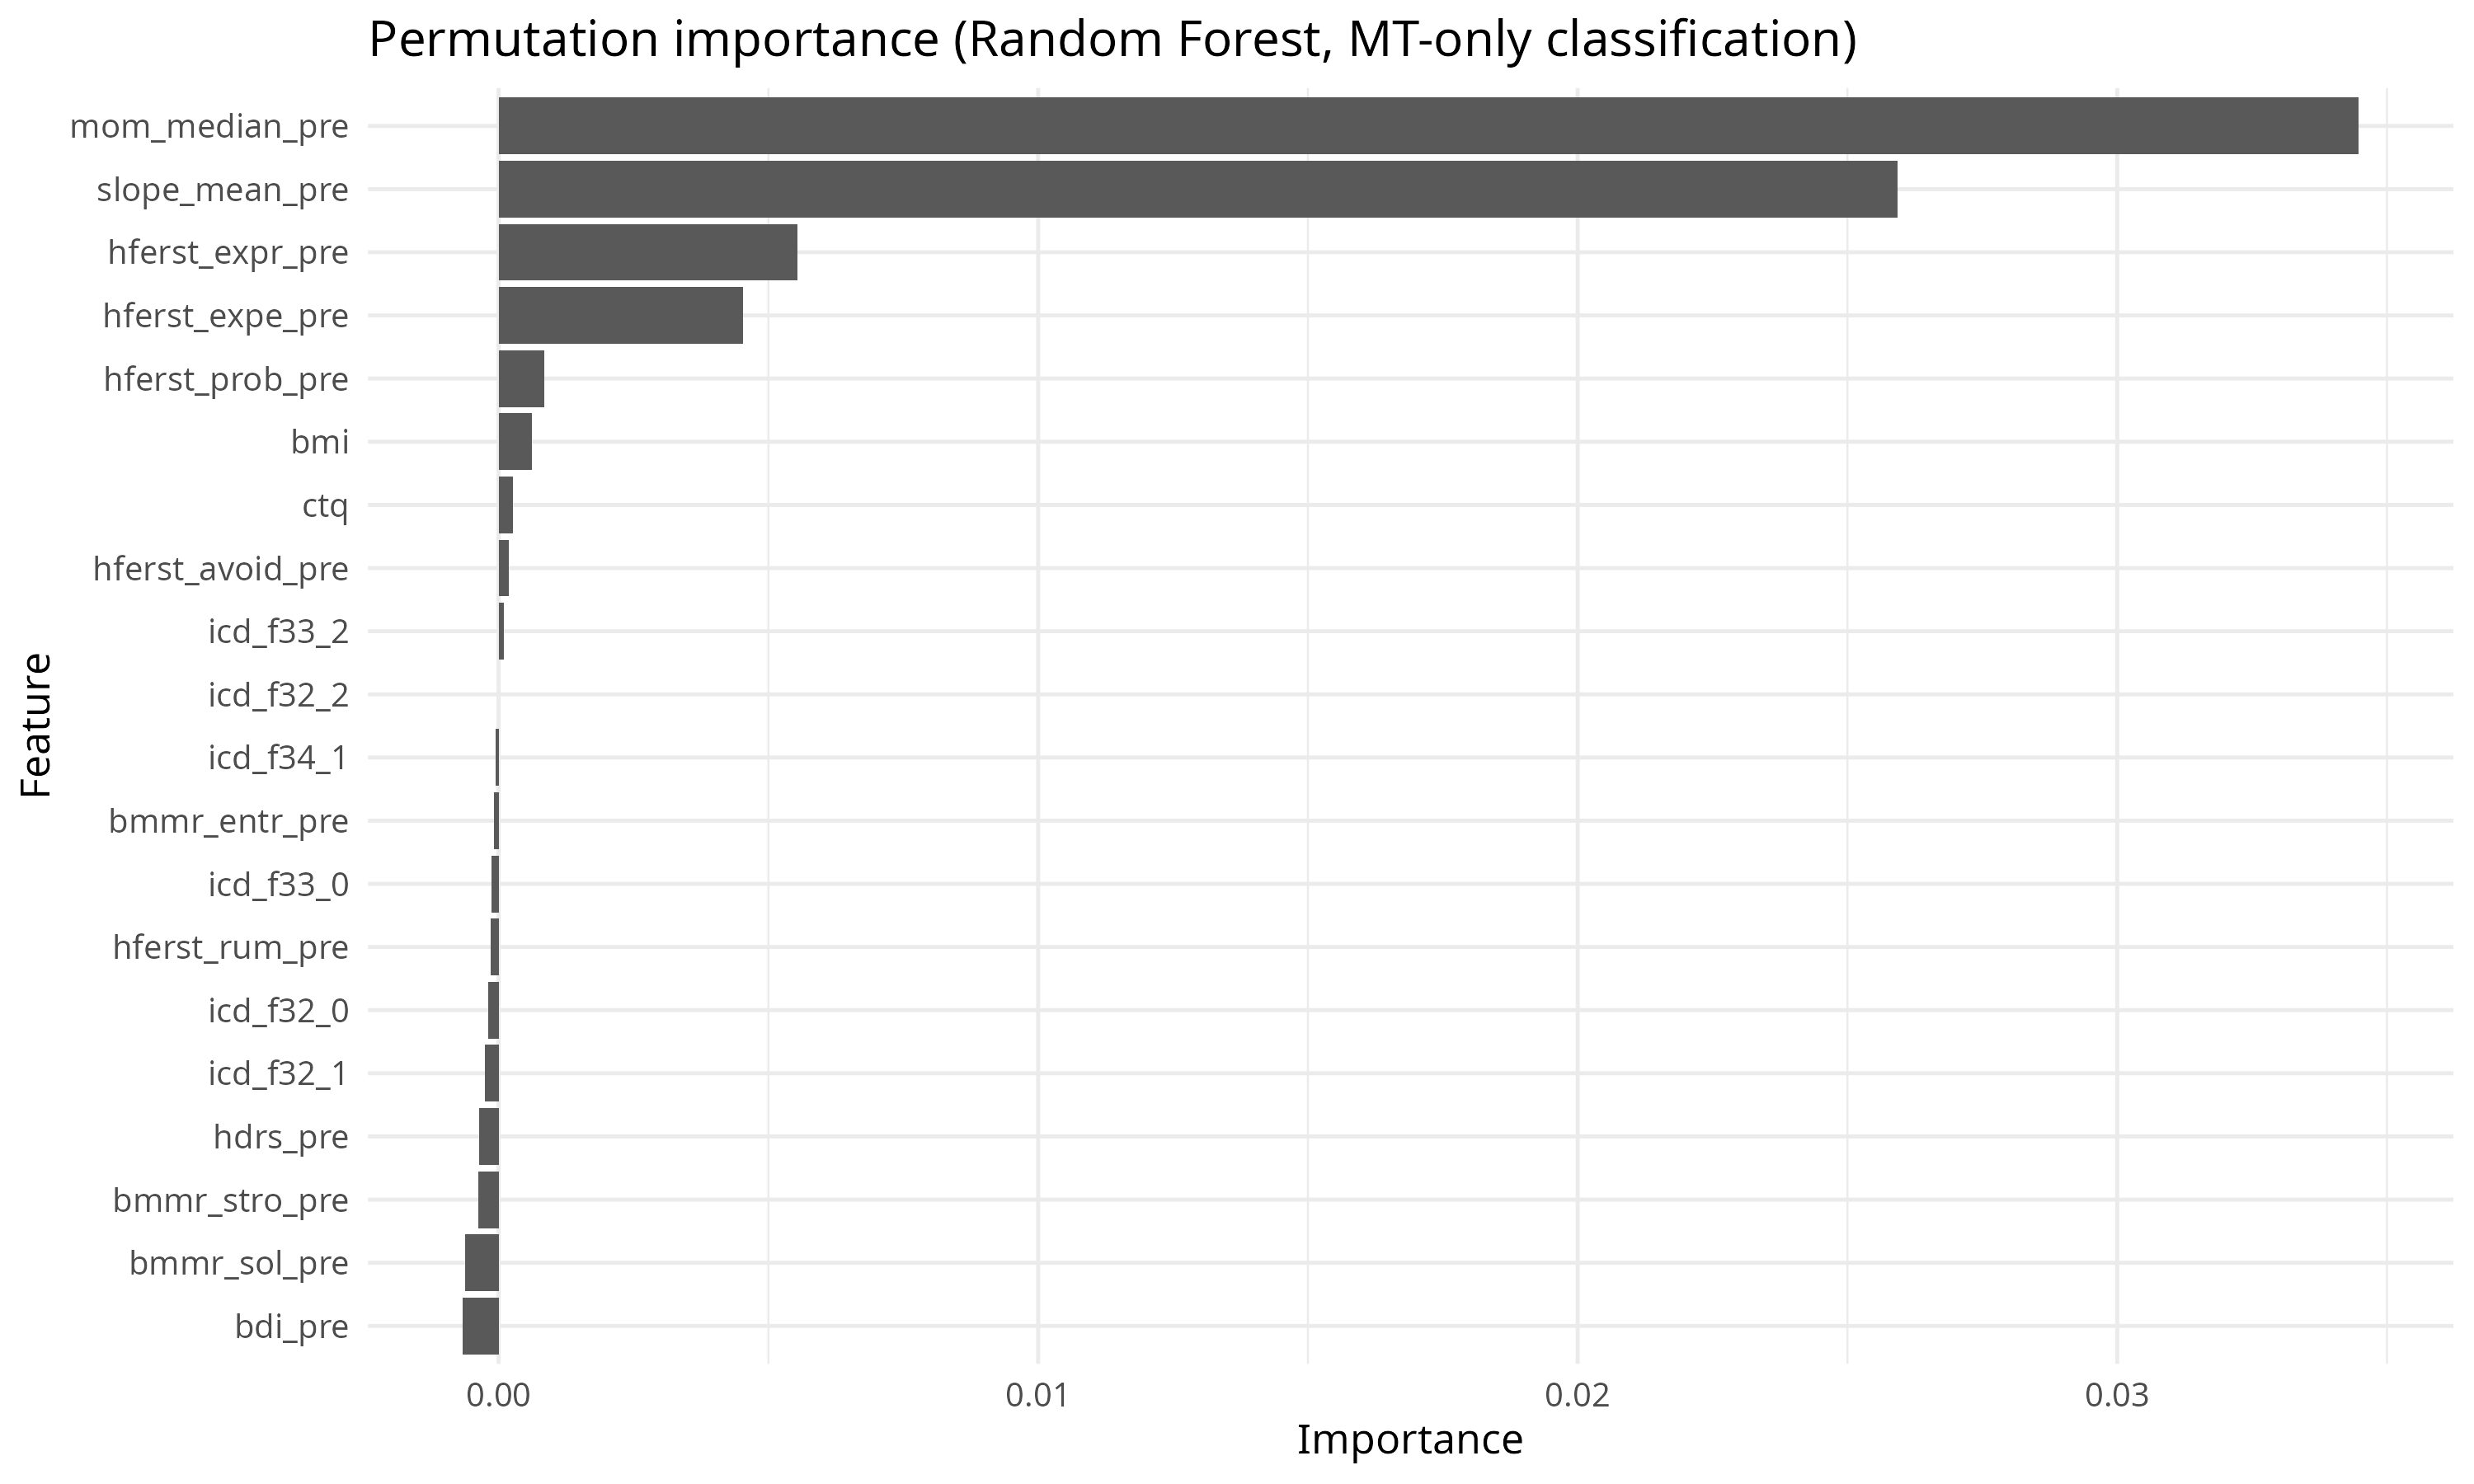 Permutation importance (Random Forest, MT-only classification)
Feature
mom_median_pre
slope_mean_pre
hferst_expr_pre
hferst_expe_pre
hferst_prob_pre
bmi
ctq
hferst_avoid_pre
icd_f33_2
icd_f32_2
icd_f34_1
bmmr_entr_pre
icd_f33_0
hferst_rum_pre
icd_f32_0
icd_f32_1
hdrs_pre
bmmr_stro_pre
bmmr_sol_pre
bdi_pre
0.00 0.01 0.02 0.03
Importance